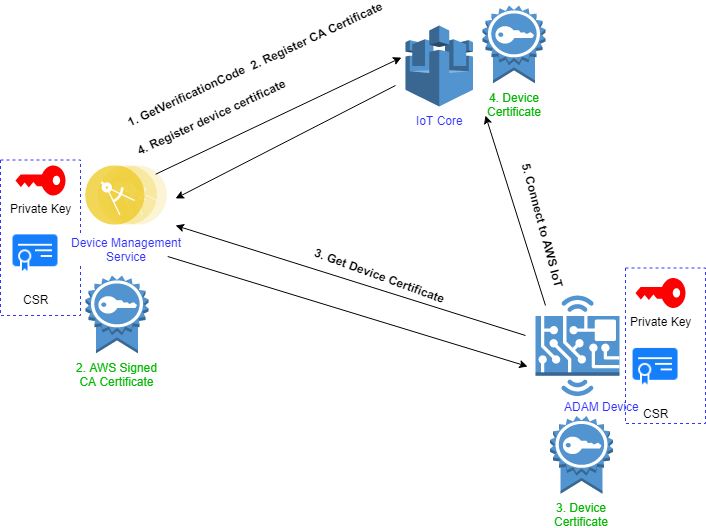 1. GetVerificationCode  2. Register CA Certificate
4. Register device certificate
IoT Core
4. Device
Certificate
Private Key
CSR
Device Management
Service
2. AWS Signed
CA Certificate
3. Get Device Certificate
5. Connect to AWS IoT
Private Key
CSR
ADAM Device
3. Device
Certificate